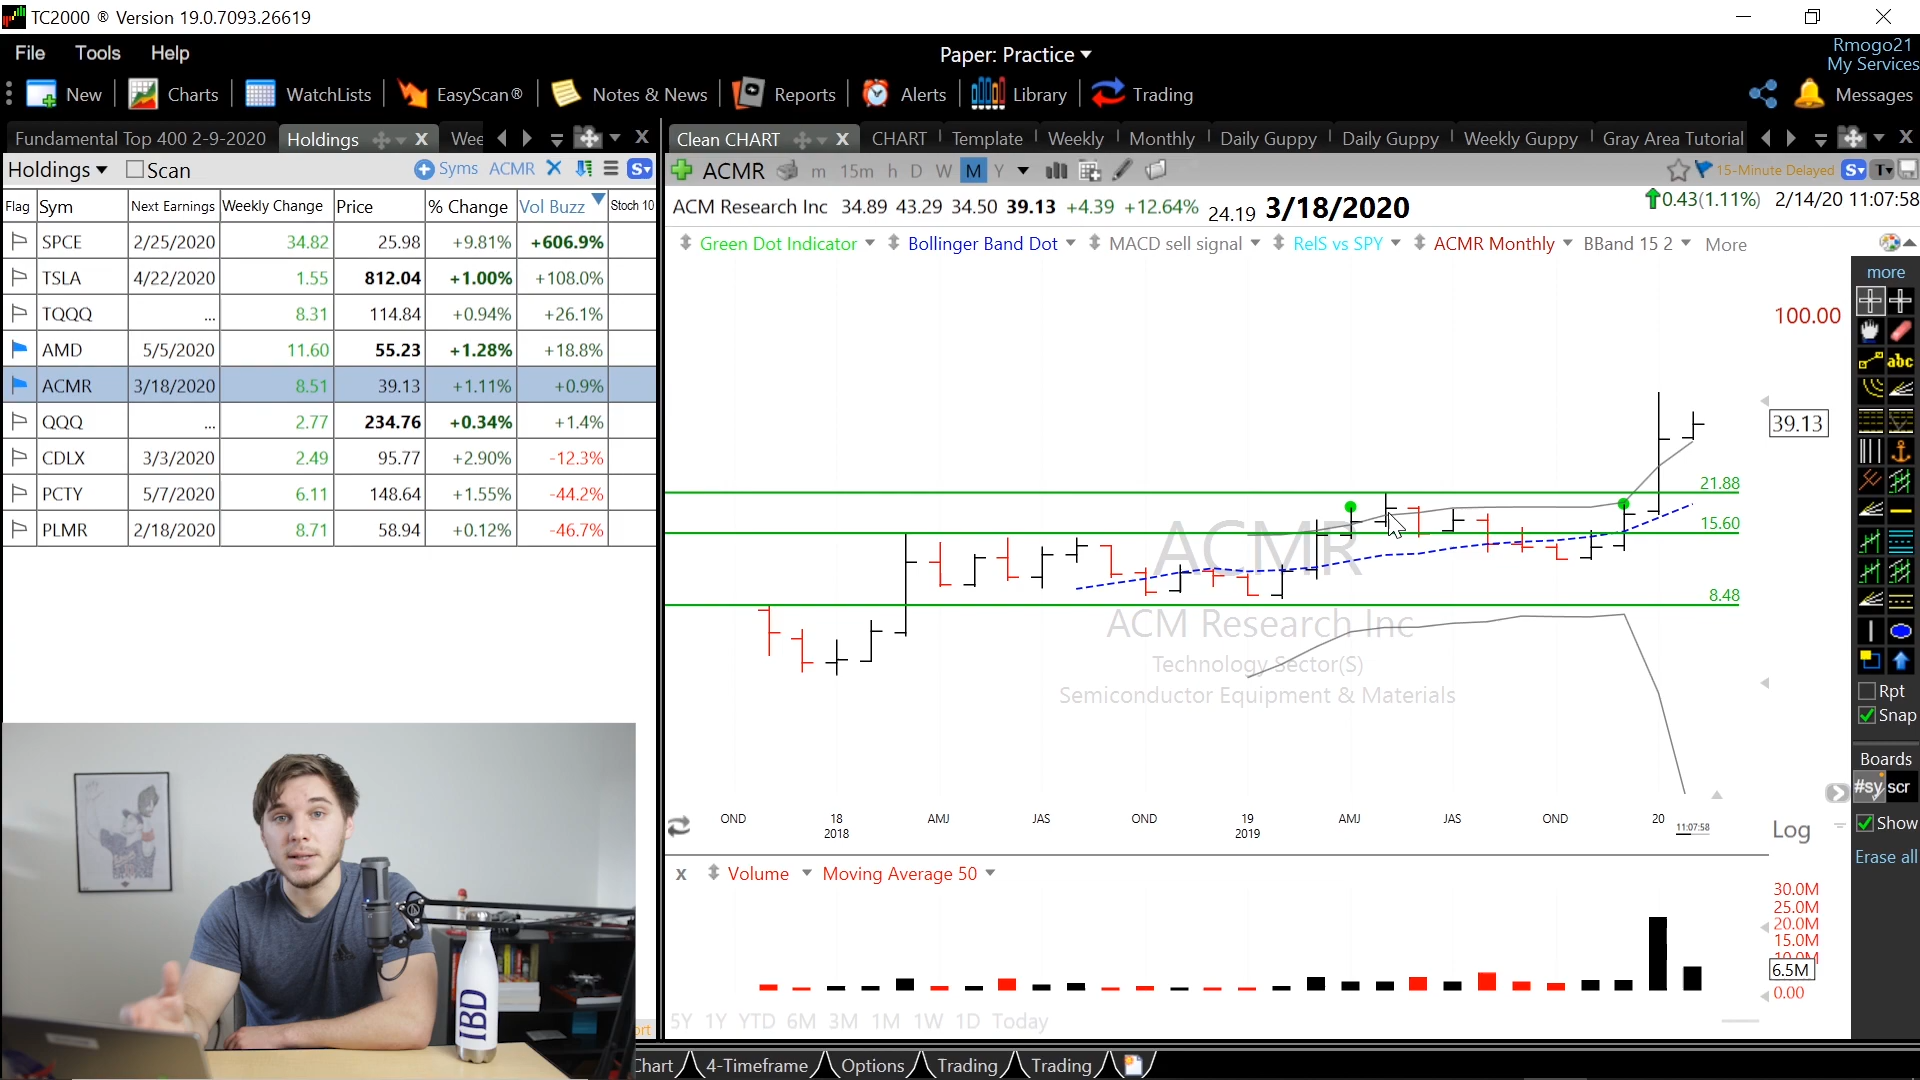 TC2000 ® Version 19.0.7093.26619
File Tools Help
Paper: Practice
Rmogo21
My Services
New Charts WatchLists EasyScan® Notes & News Reports Alerts Library Trading
Messages
Fundamental Top 400 2-9-2020 Holdings X Wee
Clean CHART X CHART Template Weekly Monthly Daily Guppy Daily Guppy Weekly Guppy Gray Area Tutorial
Holdings Scan Syms ACMR
ACMR m 15m h D W M Y
15-Minute Delayed
Flag Sym Next Earnings Weekly Change Price % Change Vol Buzz Stoch 10
SPCE 2/25/2020 34.82 25.98 +9.81% +606.9%
TSLA 4/22/2020 1.55 812.04 +1.00% +108.0%
TQQQ ... 8.31 114.84 +0.94% +26.1%
AMD 5/5/2020 11.60 55.23 +1.28% +18.8%
ACMR 3/18/2020 8.51 39.13 +1.11% +0.9%
QQQ ... 2.77 234.76 +0.34% +1.4%
CDLX 3/3/2020 2.49 95.77 +2.90% -12.3%
PCTY 5/7/2020 6.11 148.64 +1.55% -44.2%
PLMR 2/18/2020 8.71 58.94 +0.12% -46.7%
ACM Research Inc 34.89 43.29 34.50 39.13 +4.39 +12.64% 24.19 3/18/2020
0.43(1.11%) 2/14/20 11:07:58
Green Dot Indicator Bollinger Band Dot MACD sell signal RelS vs SPY ACMR Monthly BBand 15 2 More
more
100.00
39.13
21.88
15.60
8.48
ACMR
ACM Research Inc
Technology Sector(S)
Semiconductor Equipment & Materials
abc
Rpt
Snap
Boards
#sy scr
Show
Erase all
OND 18 AMJ JAS OND 19 AMJ JAS OND 20
2018 2019 11:07:58
Log
x Volume Moving Average 50
30.0M
25.0M
20.0M
15.0M
10.0M
6.5M
0.00
5Y 1Y YTD 6M 3M 1M 1W 1D Today
hart 4-Timeframe Options Trading Trading
IBD